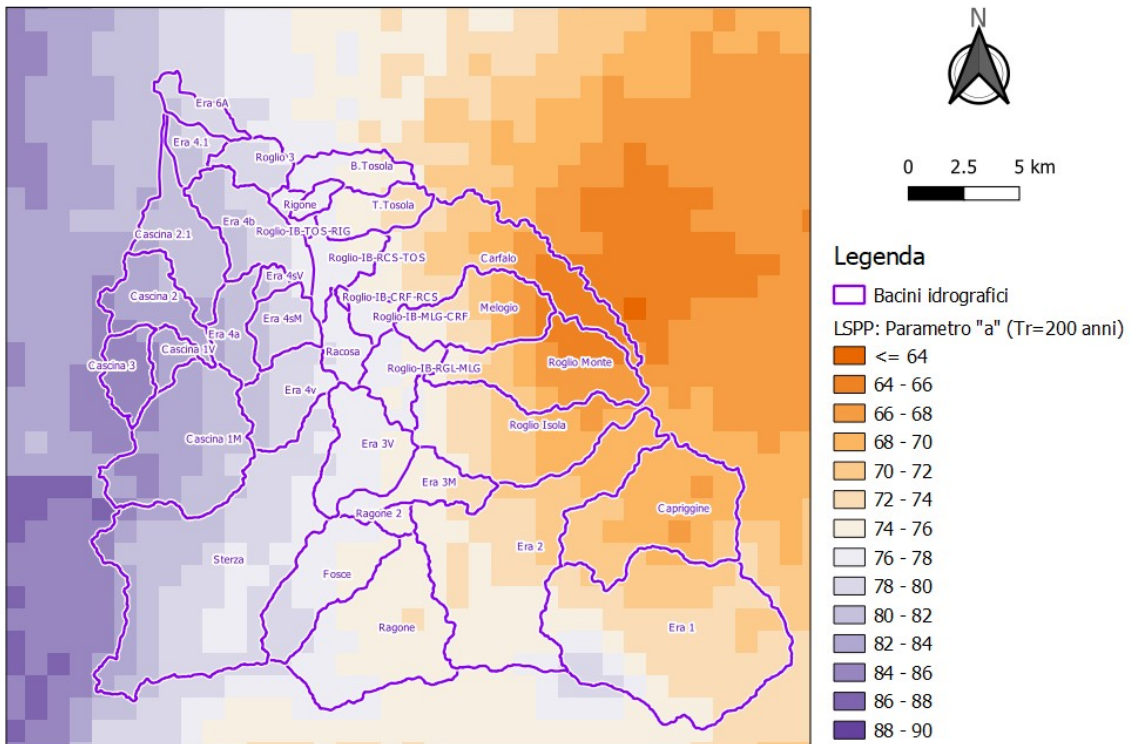 N
0 2.5 5 km
Legenda
Bacini idrografici
LSPP: Parametro "a" (Tr=200 anni)
<= 64
64 - 66
66 - 68
68 - 70
70 - 72
72 - 74
74 - 76
76 - 78
78 - 80
80 - 82
82 - 84
84 - 86
86 - 88
88 - 90
Era 6A
Era 4.1
Roglio 3
B.Tosola
Rigone
T.Tosola
Era 4b
Roglio-IB-TOS-RIG
Cascina 2.1
Roglio-IB-RCS-TOS
Carfalo
Era 4sV
Cascina 2
Roglio-IB-CRF-RCS
Melogio
Era 4sM
Roglio-IB-MLG-CRF
Era 4a
Cascina 1V
Racosa
Cascina 3
Roglio-IB-RGL-MLG
Roglio Monte
Era 4v
Roglio Isola
Cascina 1M
Era 3V
Era 3M
Ragone 2
Capriggine
Era 2
Sterza
Fosce
Ragone
Era 1